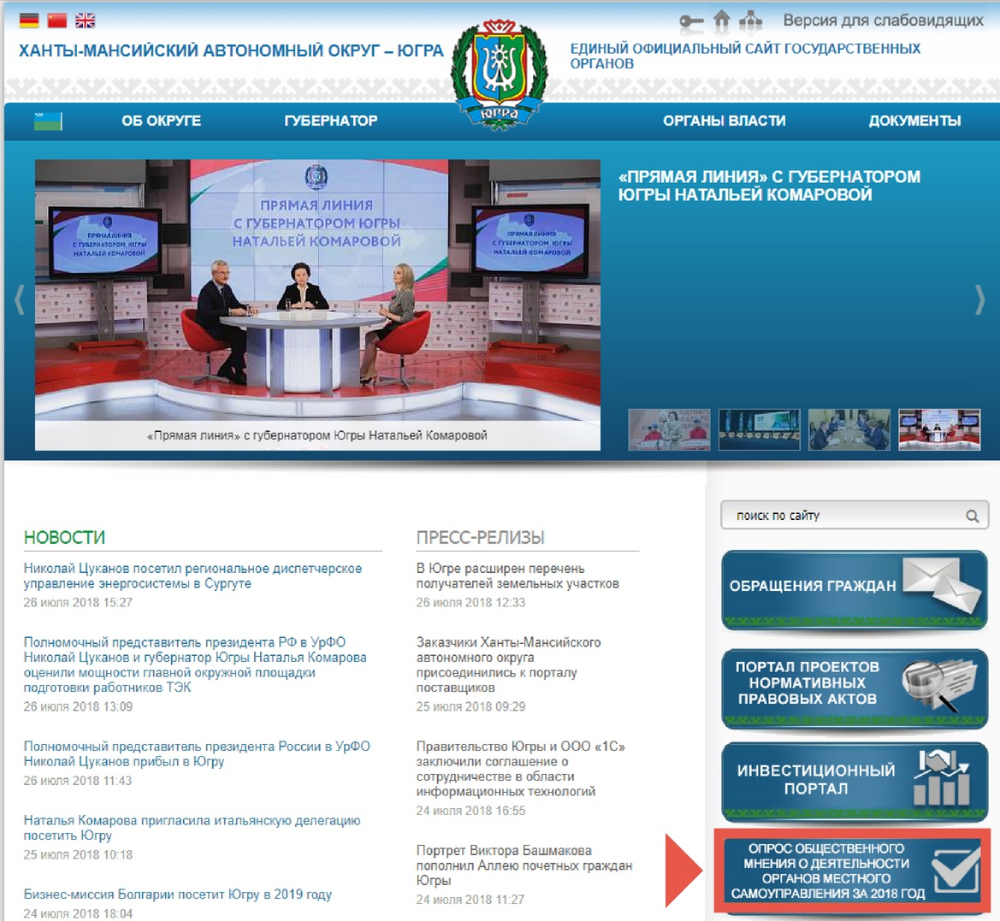 Версия для слабовидящих
ХАНТЫ-МАНСИЙСКИЙ АВТОНОМНЫЙ ОКРУГ – ЮГРА
ЕДИНЫЙ ОФИЦИАЛЬНЫЙ САЙТ ГОСУДАРСТВЕННЫХ
ОРГАНОВ
ЮГРА
ОБ ОКРУГЕ
ГУБЕРНАТОР
ОРГАНЫ ВЛАСТИ
ДОКУМЕНТЫ
ПРЯМАЯ ЛИНИЯ
С ГУБЕРНАТОРОМ ЮГРЫ
НАТАЛЬЕЙ КОМАРОВОЙ
ПРЯМАЯ ЛИНИЯ
С ГУБЕРНАТОРОМ ЮГРЫ
НАТАЛЬЕЙ КОМАРОВОЙ
ПРЯМАЯ ЛИНИЯ
С ГУБЕРНАТОРОМ ЮГРЫ
НАТАЛЬЕЙ КОМАРОВОЙ
«Прямая линия» с губернатором Югры Натальей Комаровой
«ПРЯМАЯ ЛИНИЯ» С ГУБЕРНАТОРОМ
ЮГРЫ НАТАЛЬЕЙ КОМАРОВОЙ
НОВОСТИ
Николай Цуканов посетил региональное диспетчерское
управление энергосистемы в Сургуте
26 июля 2018 15:27
Полномочный представитель президента РФ в УрФО
Николай Цуканов и губернатор Югры Наталья Комарова
оценили мощности главной окружной площадки
подготовки работников ТЭК
26 июля 2018 13:09
Полномочный представитель президента России в УрФО
Николай Цуканов прибыл в Югру
26 июля 2018 11:43
Наталья Комарова пригласила итальянскую делегацию
посетить Югру
25 июля 2018 10:18
Бизнес-миссия Болгарии посетит Югру в 2019 году
24 июля 2018 18:04
ПРЕСС-РЕЛИЗЫ
В Югре расширен перечень
получателей земельных участков
26 июля 2018 12:33
Заказчики Ханты-Мансийского
автономного округа
присоединились к порталу
поставщиков
25 июля 2018 09:29
Правительство Югры и ООО «1С»
заключили соглашение о
сотрудничестве в области
информационных технологий
24 июля 2018 16:55
Портрет Виктора Башмакова
пополнил Аллею почетных граждан
Югры
24 июля 2018 11:27
поиск по сайту
ОБРАЩЕНИЯ ГРАЖДАН
ПОРТАЛ ПРОЕКТОВ
НОРМАТИВНЫХ
ПРАВОВЫХ АКТОВ
ИНВЕСТИЦИОННЫЙ
ПОРТАЛ
ОПРОС ОБЩЕСТВЕННОГО
МНЕНИЯ О ДЕЯТЕЛЬНОСТИ
ОРГАНОВ МЕСТНОГО
САМОУПРАВЛЕНИЯ ЗА 2018 ГОД